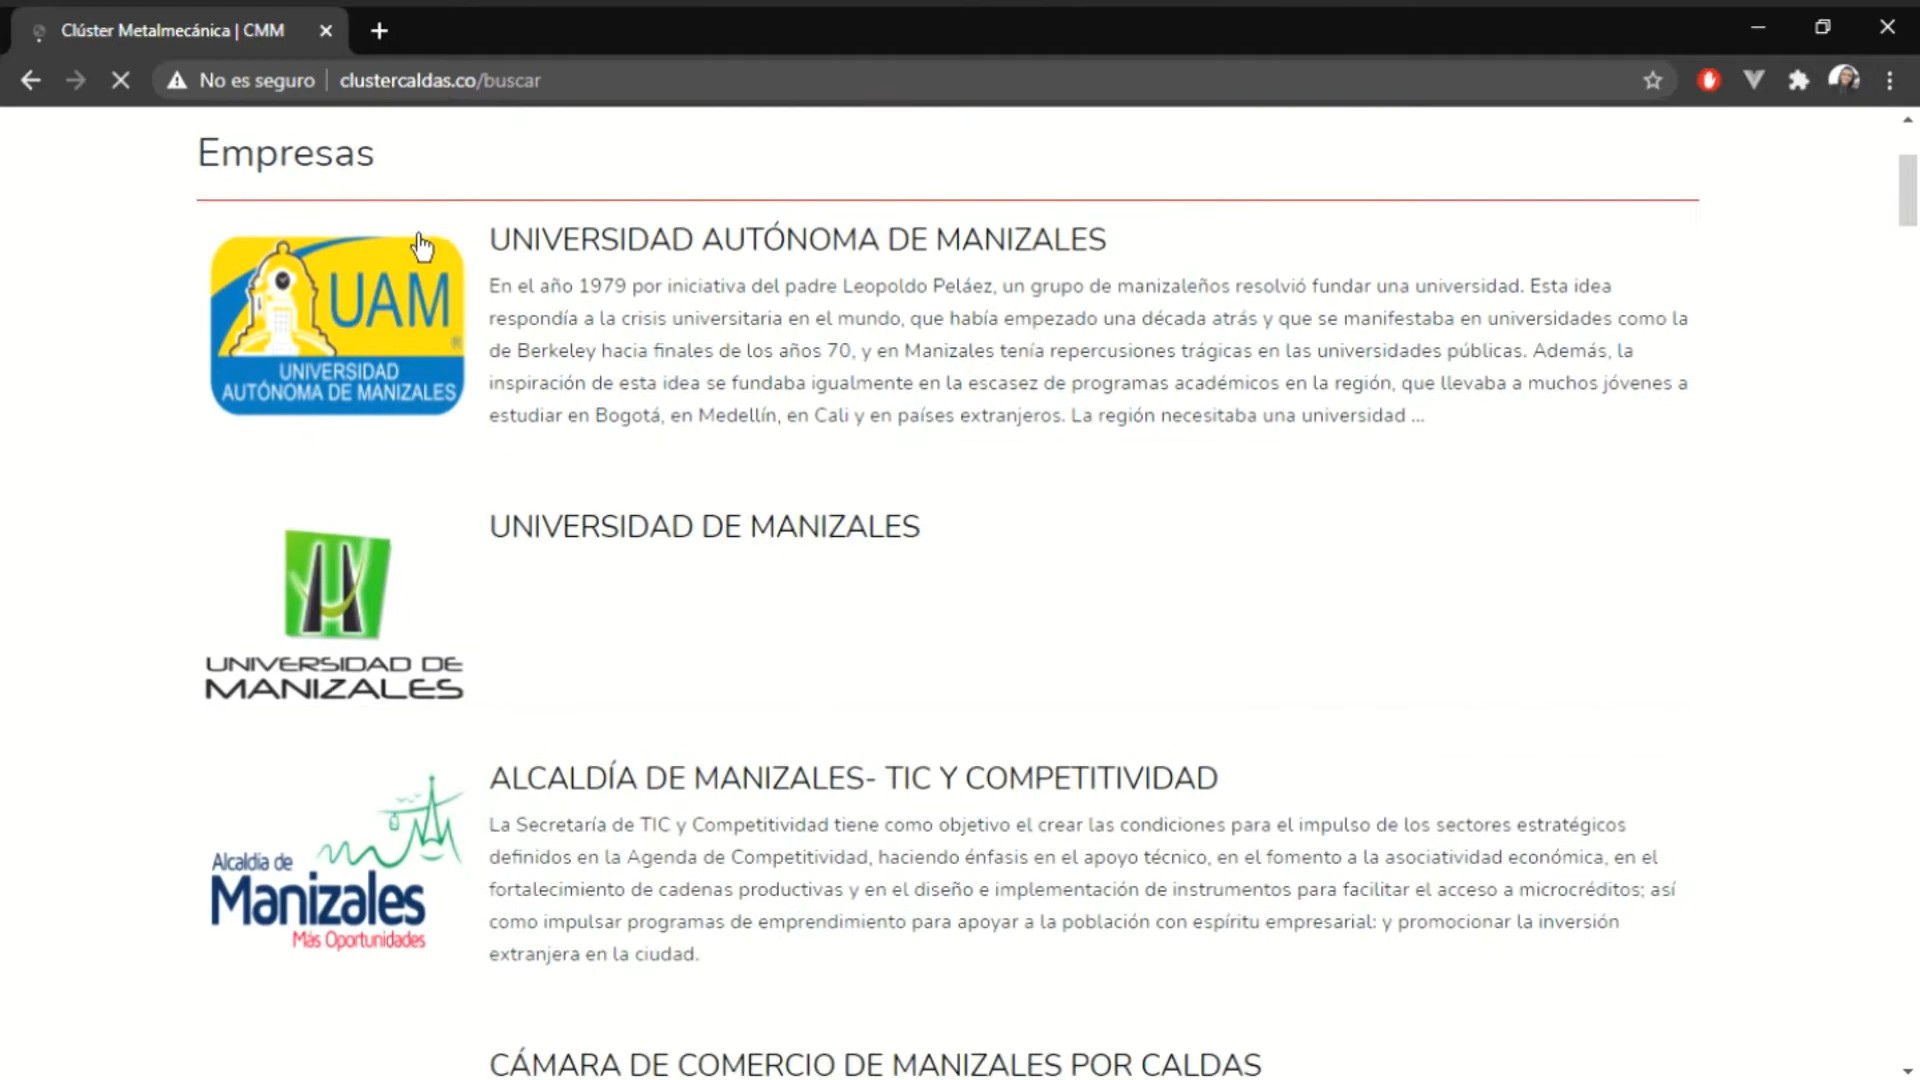 Clúster Metalmecánica | CMM
No es seguro
clustercaldas.co/buscar
Empresas
UAM
®
UNIVERSIDAD
AUTÓNOMA DE MANIZALES
UNIVERSIDAD AUTÓNOMA DE MANIZALES
En el año 1979 por iniciativa del padre Leopoldo Peláez, un grupo de manizaleños resolvió fundar una universidad. Esta idea
respondía a la crisis universitaria en el mundo, que había empezado una década atrás y que se manifestaba en universidades como la
de Berkeley hacia finales de los años 70, y en Manizales tenía repercusiones trágicas en las universidades públicas. Además, la
inspiración de esta idea se fundaba igualmente en la escasez de programas académicos en la región, que llevaba a muchos jóvenes a
estudiar en Bogotá, en Medellín, en Cali y en países extranjeros. La región necesitaba una universidad ...
UNIVERSIDAD DE
MANIZALES
UNIVERSIDAD DE MANIZALES
Alcaldía de
Manizales
Más Oportunidades
ALCALDÍA DE MANIZALES- TIC Y COMPETITIVIDAD
La Secretaría de TIC y Competitividad tiene como objetivo el crear las condiciones para el impulso de los sectores estratégicos
definidos en la Agenda de Competitividad, haciendo énfasis en el apoyo técnico, en el fomento a la asociatividad económica, en el
fortalecimiento de cadenas productivas y en el diseño e implementación de instrumentos para facilitar el acceso a microcréditos; así
como impulsar programas de emprendimiento para apoyar a la población con espíritu empresarial: y promocionar la inversión
extranjera en la ciudad.
CÁMARA DE COMERCIO DE MANIZALES POR CALDAS